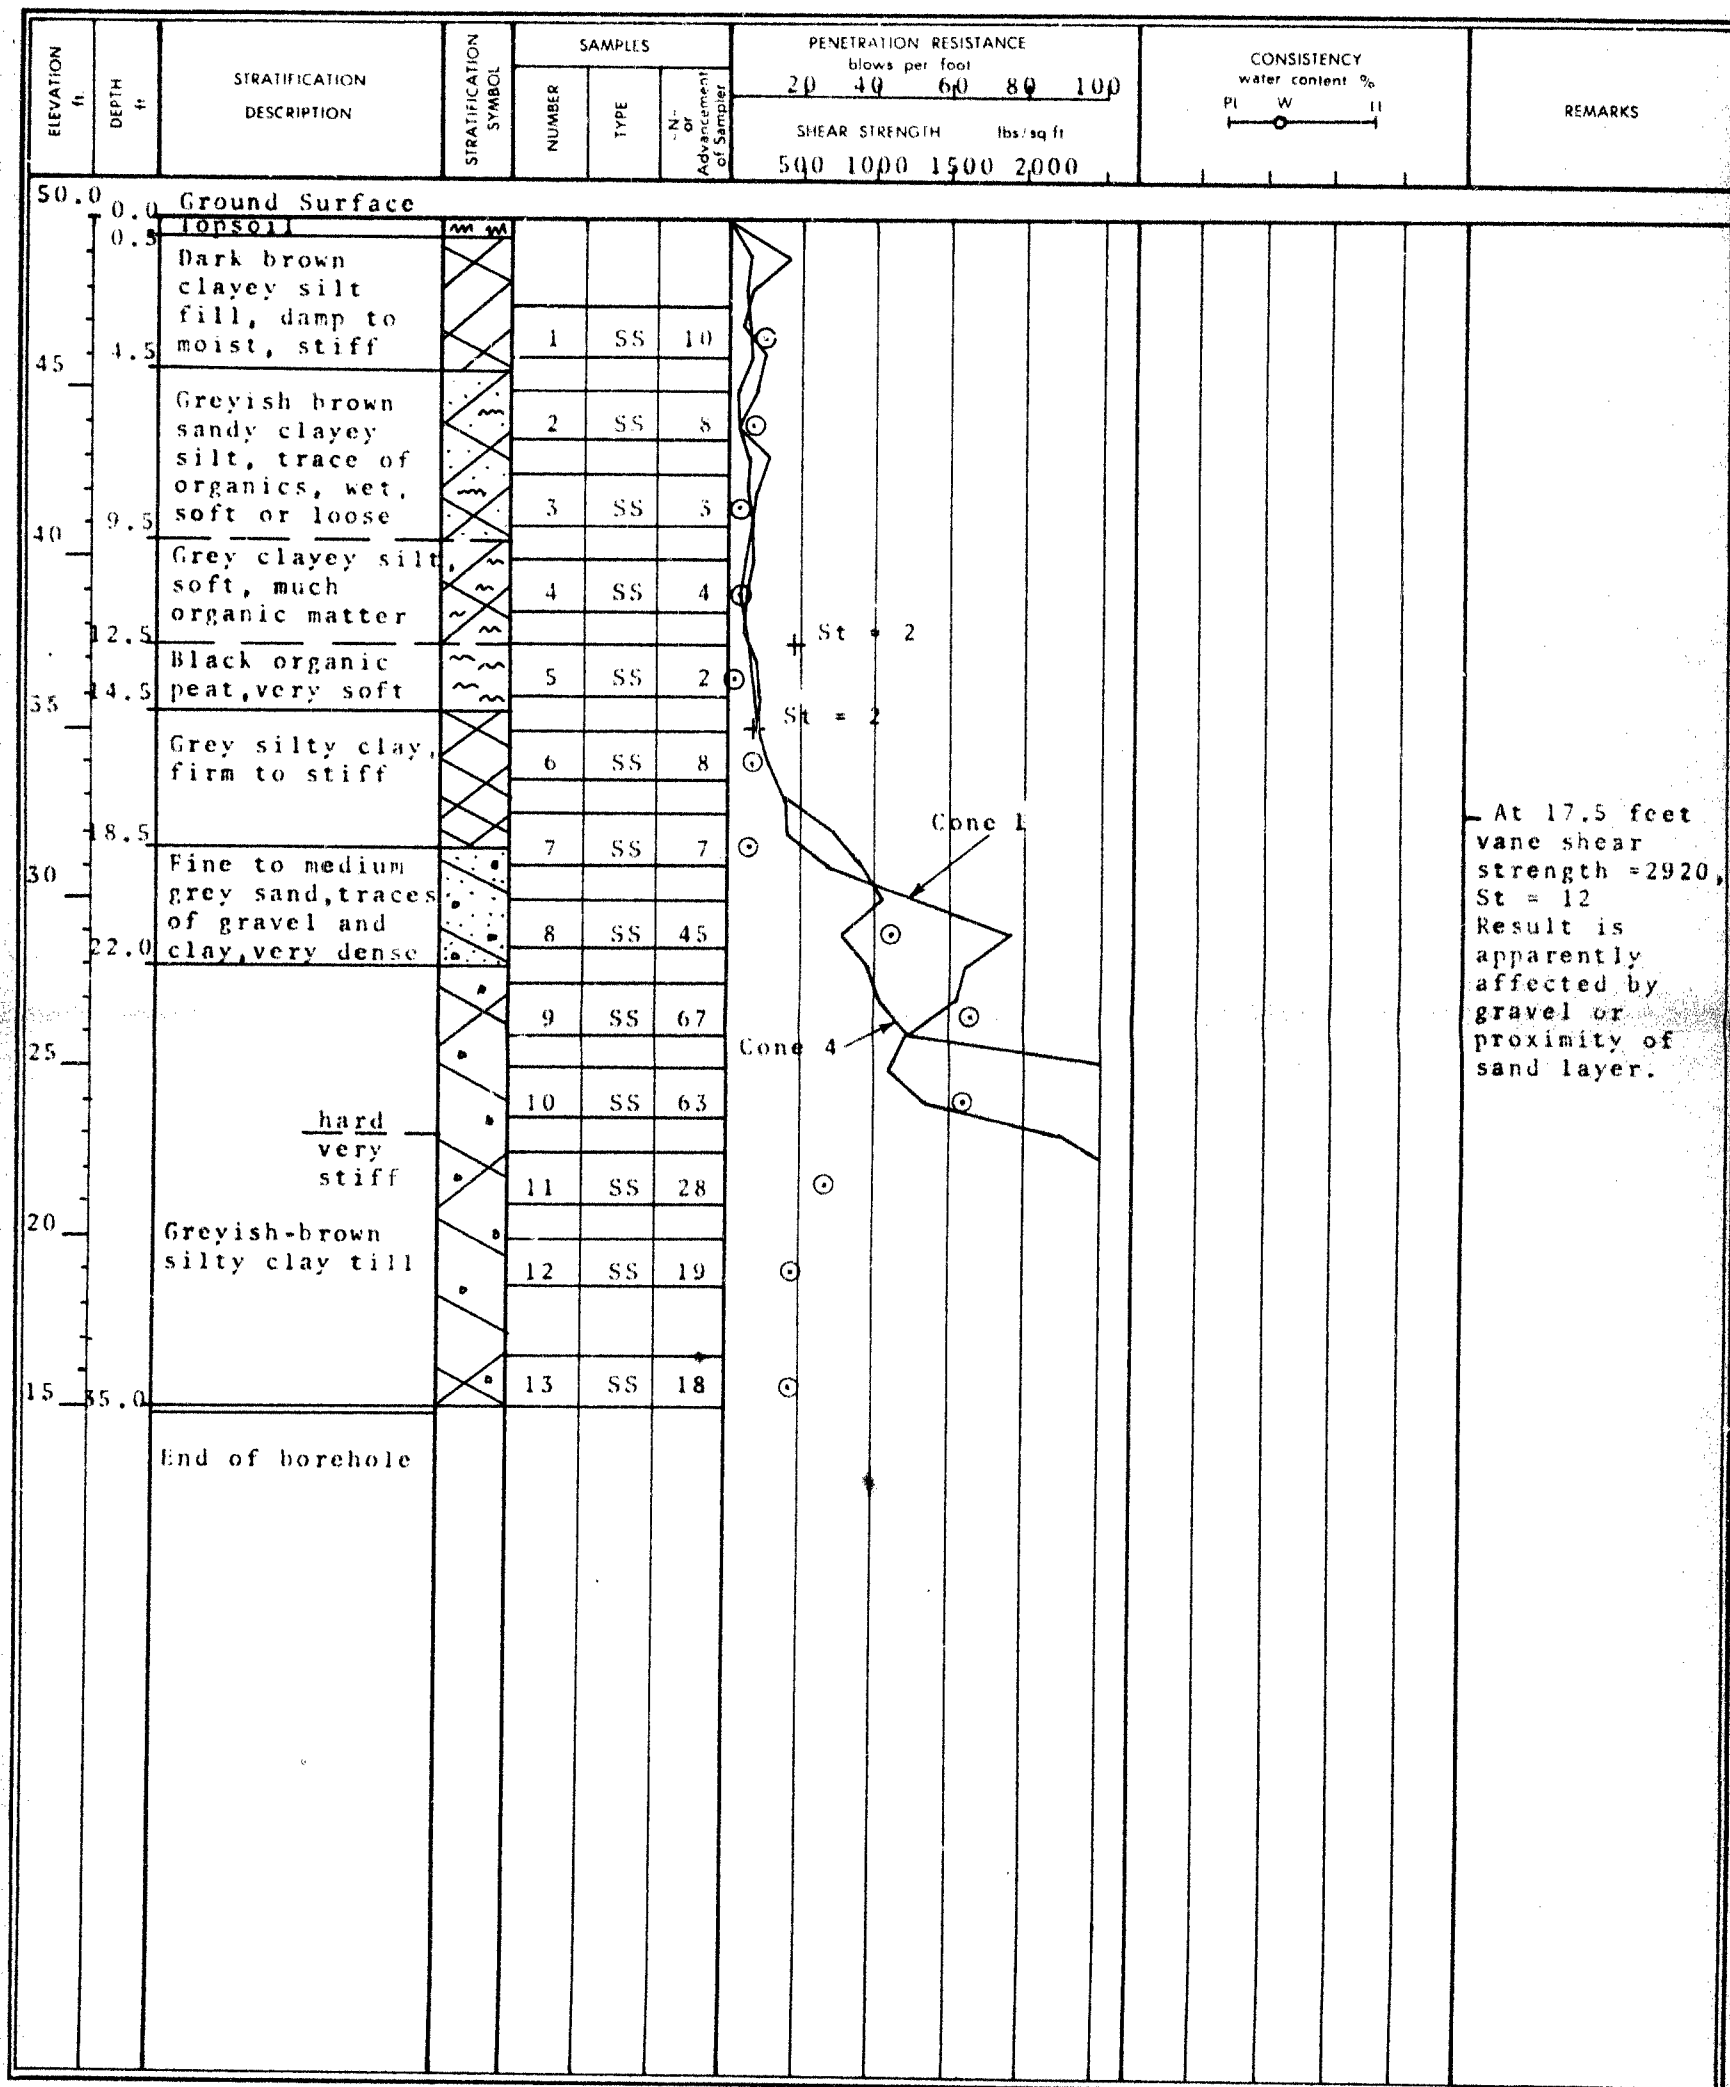 ELEVATION ft.
DEPTH ft
STRATIFICATION
DESCRIPTION
STRATIFICATION
SYMBOL
SAMPLES
NUMBER
TYPE
-N-
or
Advancement
of Sampler
PENETRATION RESISTANCE
blows per foot
20 40 60 80 100
SHEAR STRENGTH lbs/sq ft
500 1000 1500 2000
CONSISTENCY
water content %
Pl W Ll
REMARKS
50.0
0.0 Ground Surface
Topsoil
0.5
Dark brown
clayey silt
fill, damp to
moist, stiff
4.5
45
1 SS 10
Greyish brown
sandy clayey
silt, trace of
organics, wet,
soft or loose
9.5
40
2 SS 8
3 SS 3
Grey clayey silt,
soft, much
organic matter
12.5
4 SS 4
St = 2
Black organic
peat, very soft
14.5
35
5 SS 2
St = 2
Grey silty clay,
firm to stiff
6 SS 8
18.5
7 SS 7
Cone 1
30
Fine to medium
grey sand, traces
of gravel and
clay, very dense
22.0
8 SS 45
9 SS 67
Cone 4
25
10 SS 63
hard
very
stiff
11 SS 28
20
Greyish-brown
silty clay till
12 SS 19
15 35.0
13 SS 18
End of borehole
At 17.5 feet
vane shear
strength =2920,
St = 12
Result is
apparently
affected by
gravel or
proximity of
sand layer.